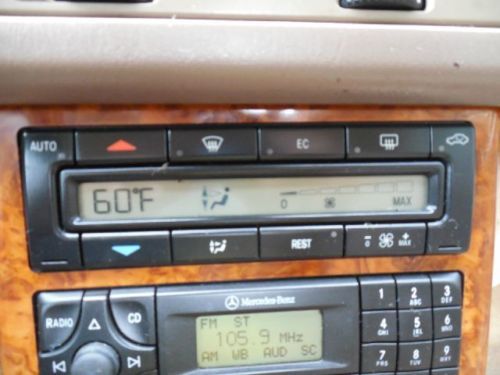 AUTO EC
60°F 0 MAX
REST - 0 + MAX
Mercedes-Benz
RADIO CD
FM ST
105.9 MHz
AM WB AUD SC
1 2 ABC 3 DEF
4 GHI 5 JKL 6 MNO
7 PRS 8 TUV 9 WXY